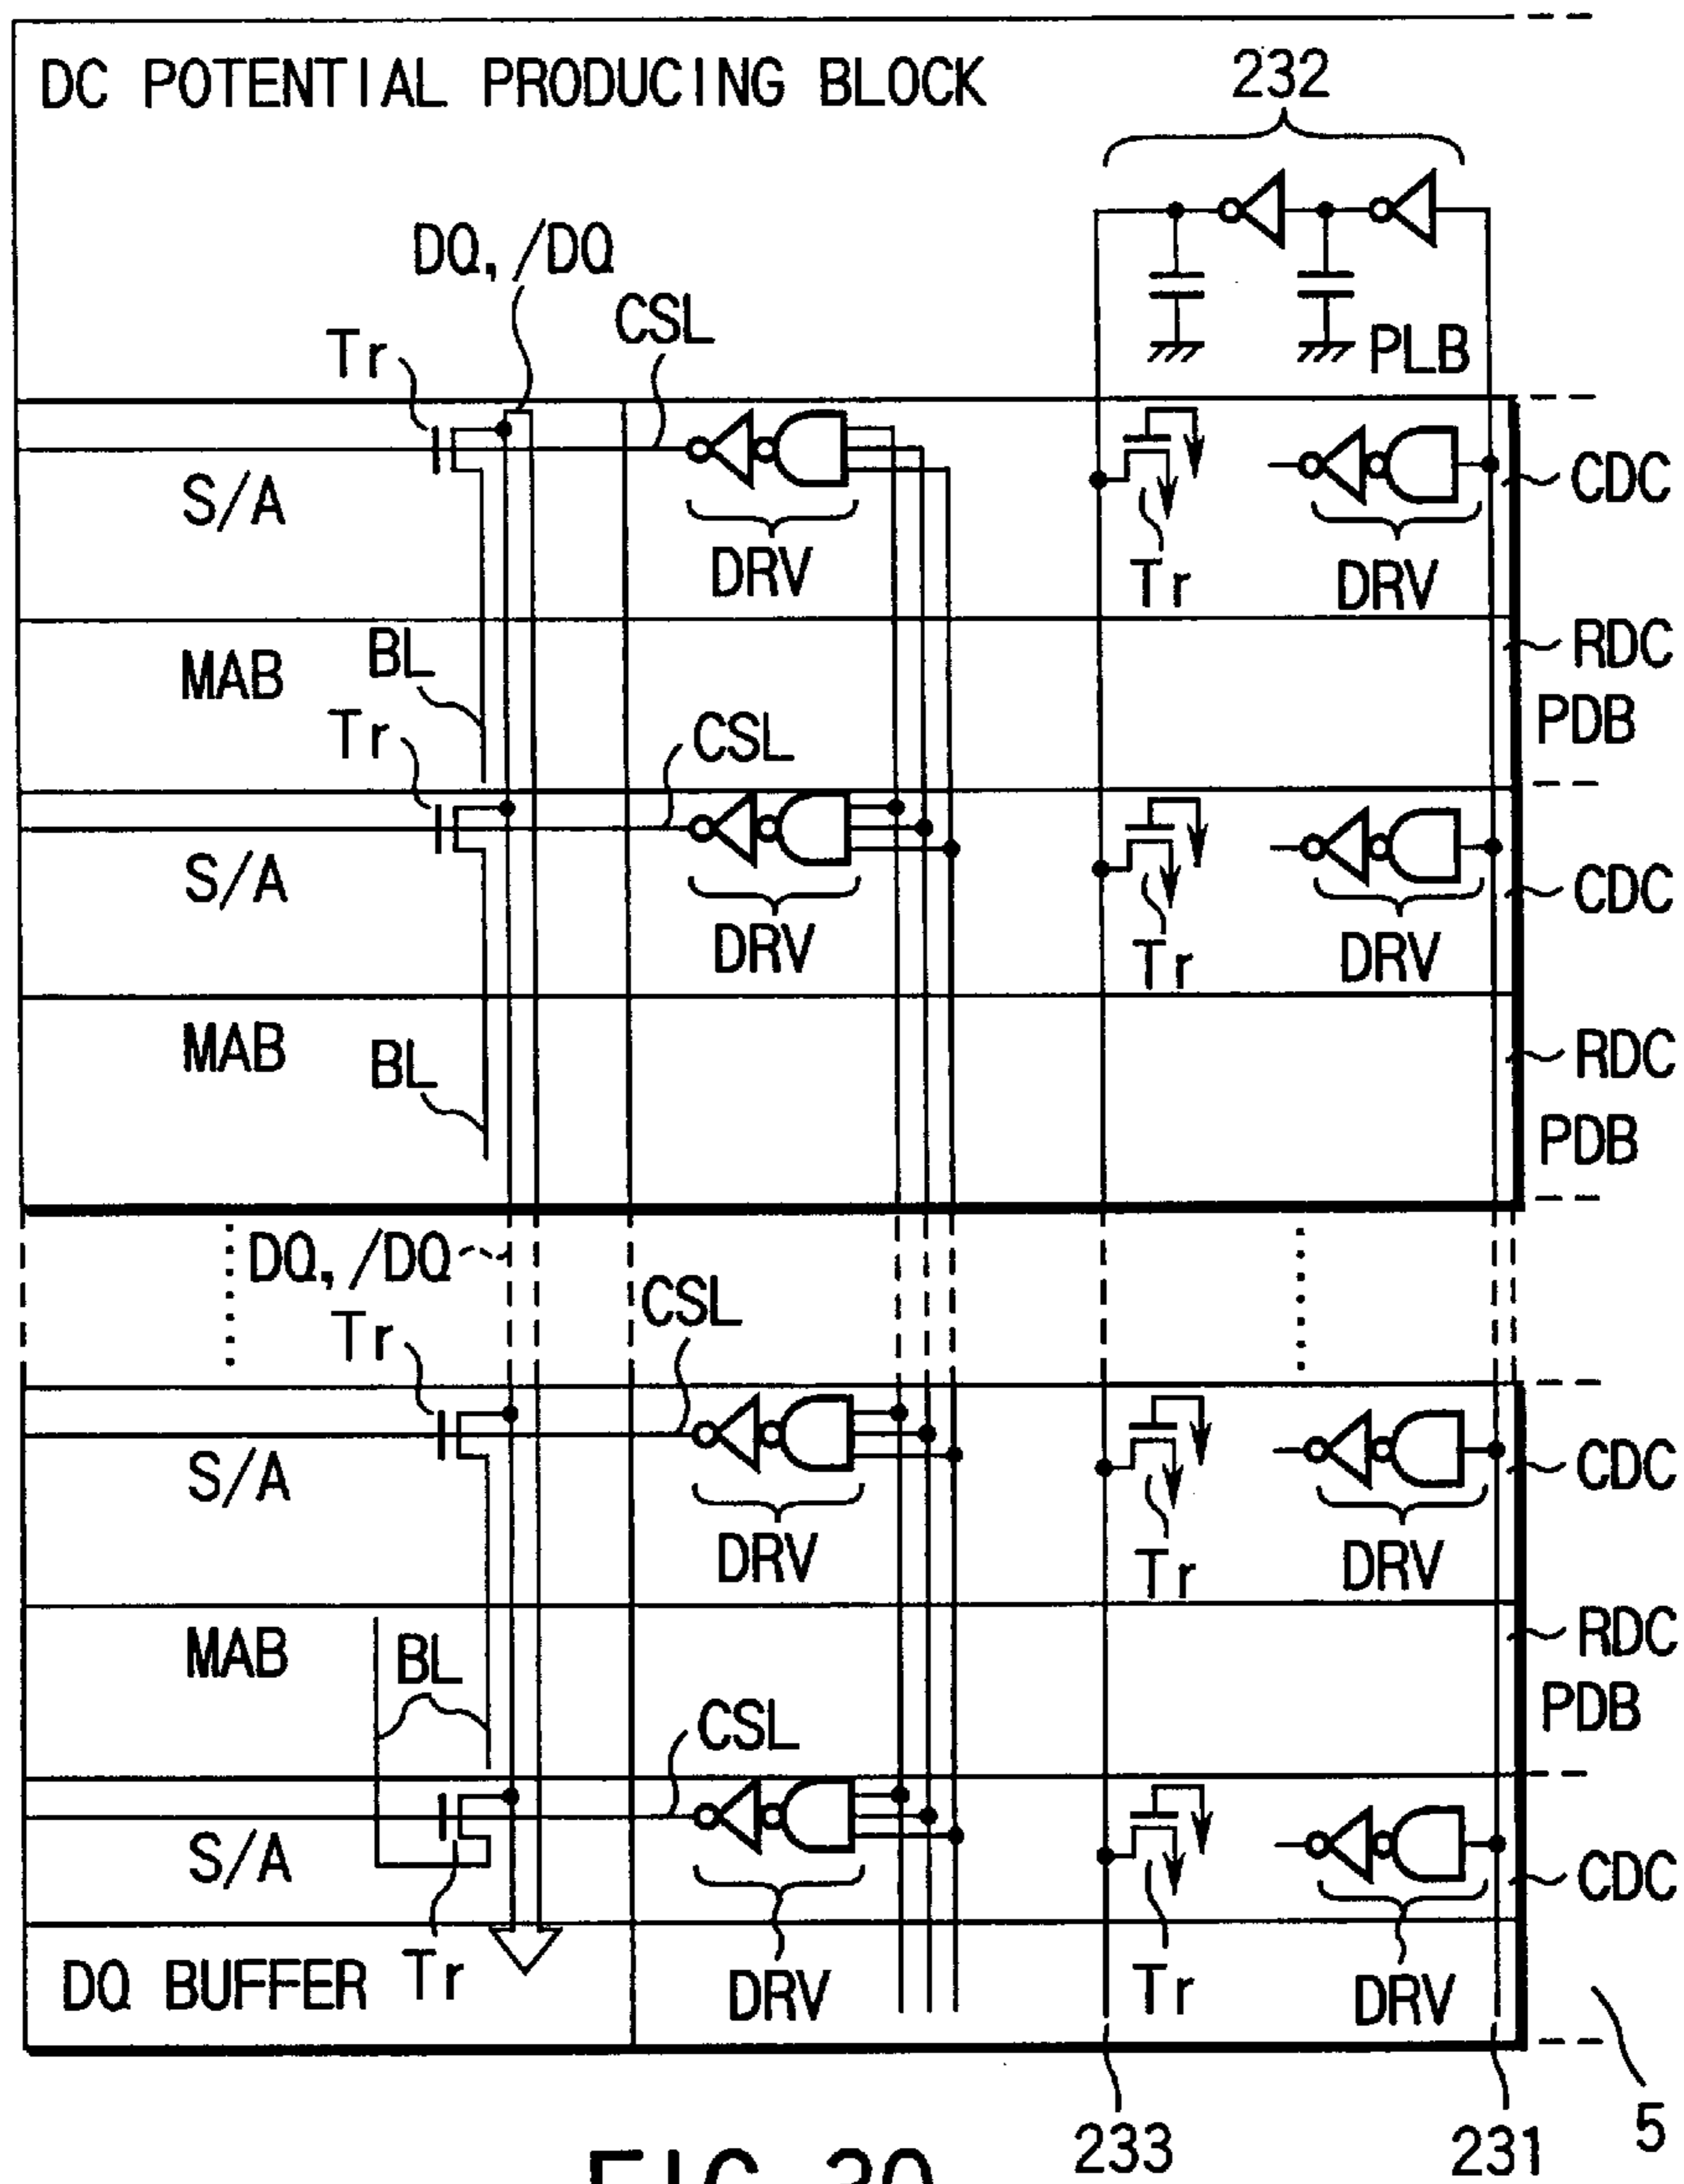 DC POTENTIAL PRODUCING BLOCK
232
DQ, /DQ
CSL
Tr
PLB
S/A
DRV
Tr
DRV
CDC
MAB
BL
RDC
Tr
CSL
PDB
S/A
DRV
Tr
DRV
CDC
MAB
BL
RDC
PDB
DQ, /DQ
CSL
Tr
S/A
DRV
Tr
DRV
CDC
MAB
BL
RDC
CSL
PDB
S/A
CDC
DQ BUFFER
Tr
DRV
Tr
DRV
233
231
5